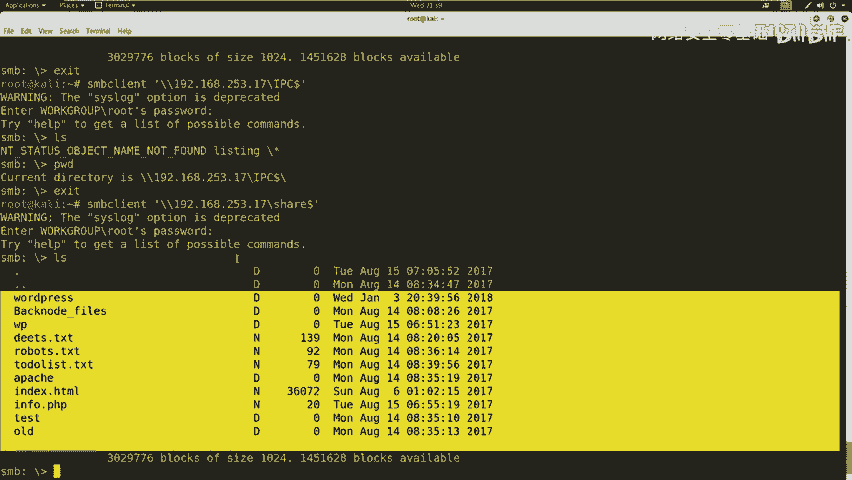 Applications Places Terminal Wed 21:59
root@kali: ~
File Edit View Search Terminal Help
3029776 blocks of size 1024. 1451628 blocks available
smb: \> exit
root@kali:~# smbclient '\\192.168.253.17\IPC$'
WARNING: The "syslog" option is deprecated
Enter WORKGROUP\root's password:
Try "help" to get a list of possible commands.
smb: \> ls
NT_STATUS_OBJECT_NAME_NOT_FOUND listing \*
smb: \> pwd
Current directory is \\192.168.253.17\IPC$\
smb: \> exit
root@kali:~# smbclient '\\192.168.253.17\share$'
WARNING: The "syslog" option is deprecated
Enter WORKGROUP\root's password:
Try "help" to get a list of possible commands.
smb: \> ls
. D 0 Tue Aug 15 07:05:52 2017
.. D 0 Mon Aug 14 08:34:47 2017
wordpress D 0 Wed Jan 3 20:39:56 2018
Backnode_files D 0 Mon Aug 14 08:08:26 2017
wp D 0 Tue Aug 15 06:51:23 2017
deets.txt N 139 Mon Aug 14 08:20:05 2017
robots.txt N 92 Mon Aug 14 08:36:14 2017
todolist.txt N 79 Mon Aug 14 08:39:56 2017
apache D 0 Mon Aug 14 08:35:19 2017
index.html N 36072 Sun Aug 6 01:02:15 2017
info.php N 20 Tue Aug 15 06:55:19 2017
test D 0 Mon Aug 14 08:35:10 2017
old D 0 Mon Aug 14 08:35:13 2017
3029776 blocks of size 1024. 1451628 blocks available
smb: \>